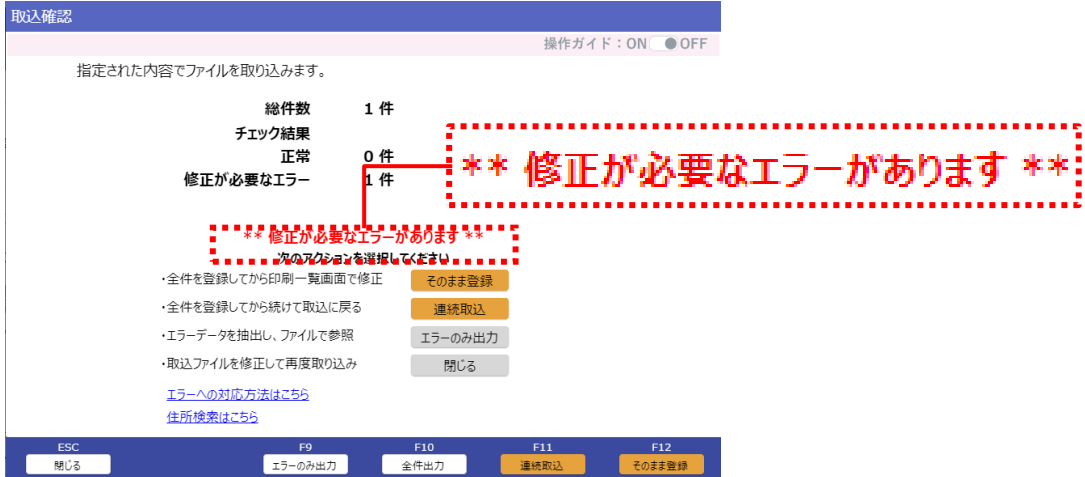 取込確認
操作ガイド：ON OFF
指定された内容でファイルを取り込みます。
総件数 1 件
チェック結果
正常 0 件
修正が必要なエラー 1 件
** 修正が必要なエラーがあります **
** 修正が必要なエラーがあります **
次のアクションを選択してください
・全件を登録してから印刷一覧画面で修正 そのまま登録
・全件を登録してから続けて取込に戻る 連続取込
・エラーデータを抽出し、ファイルで参照 エラーのみ出力
・取込ファイルを修正して再度取り込み 閉じる
エラーへの対応方法はこちら
住所検索はこちら
ESC F9 F10 F11 F12
閉じる エラーのみ出力 全件出力 連続取込 そのまま登録